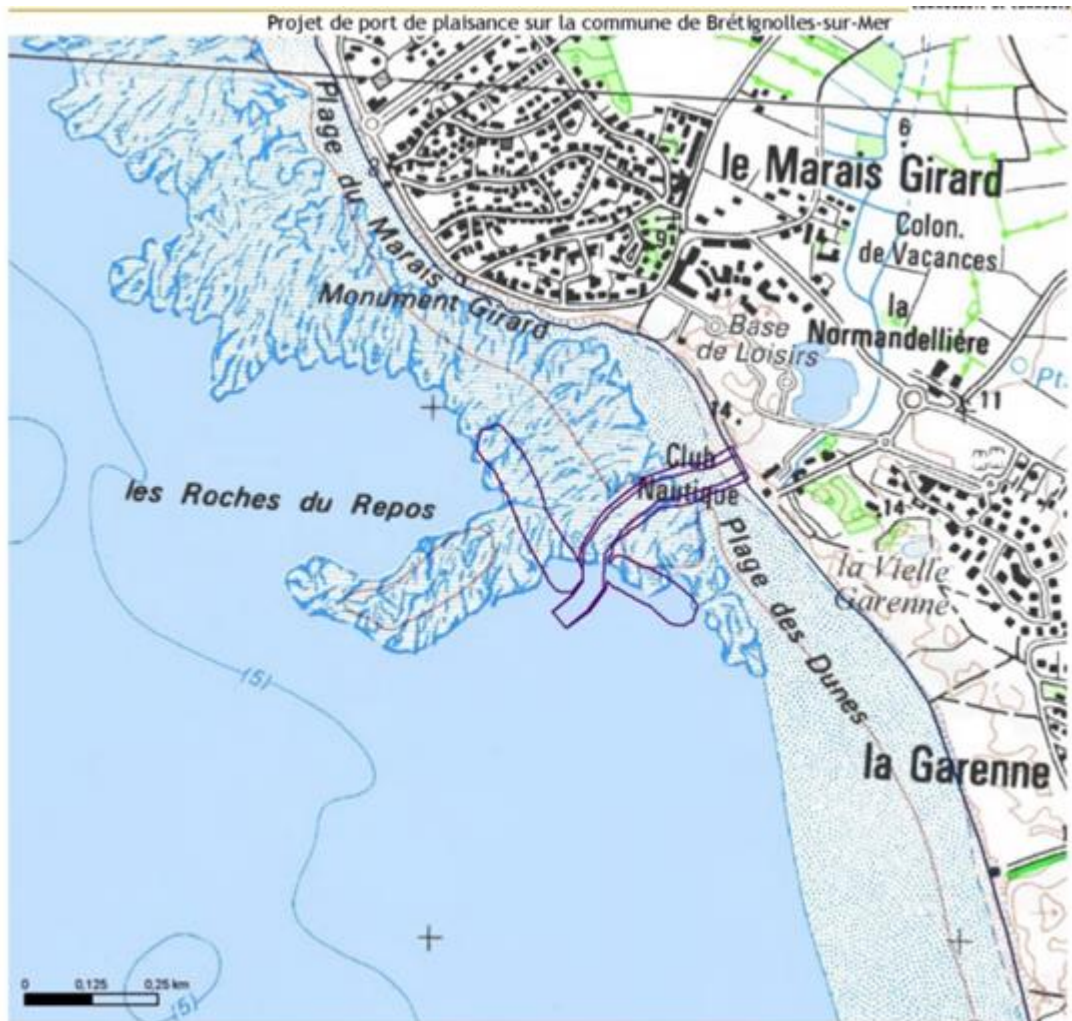 Projet de port de plaisance sur la commune de Brétignolles-sur-Mer
Plage du Marais Girard
6
le Marais Girard
Colon.
de Vacances
9
Monument
la
Normandellière
Base
de Loisirs
Pt.
11
14.
Club
Nautique
les Roches du Repos
14
Plage des Dunes
la Vielle
Garenne
(5)
la Garenne
0 0,125 0,25 km
(5)